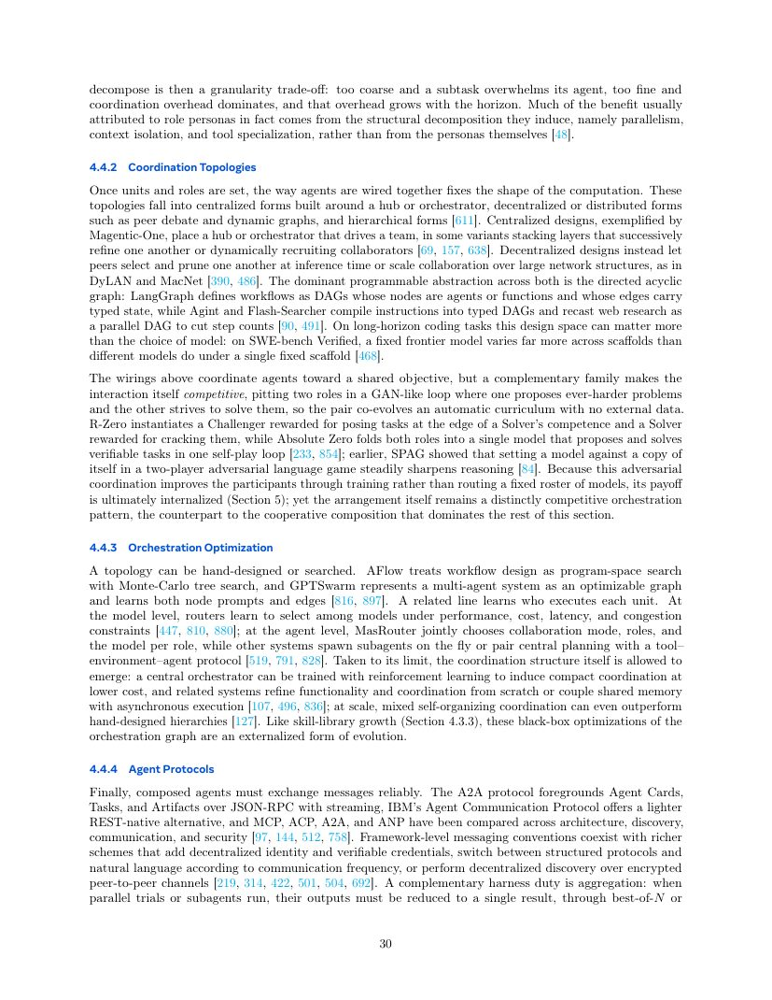 decompose is then a granularity trade-off: too coarse and a subtask overwhelms its agent, too fine and
coordination overhead dominates, and that overhead grows with the horizon. Much of the benefit usually
attributed to role personas in fact comes from the structural decomposition they induce, namely parallelism,
context isolation, and tool specialization, rather than from the personas themselves [48].
4.4.2 Coordination Topologies
Once units and roles are set, the way agents are wired together fixes the shape of the computation. These
topologies fall into centralized forms built around a hub or orchestrator, decentralized or distributed forms
such as peer debate and dynamic graphs, and hierarchical forms [611]. Centralized designs, exemplified by
Magentic-One, place a hub or orchestrator that drives a team, in some variants stacking layers that successively
refine one another or dynamically recruiting collaborators [69, 157, 638]. Decentralized designs instead let
peers select and prune one another at inference time or scale collaboration over large network structures, as in
DyLAN and MacNet [390, 486]. The dominant programmable abstraction across both is the directed acyclic
graph: LangGraph defines workflows as DAGs whose nodes are agents or functions and whose edges carry
typed state, while Agint and Flash-Searcher compile instructions into typed DAGs and recast web research as
a parallel DAG to cut step counts [90, 491]. On long-horizon coding tasks this design space can matter more
than the choice of model: on SWE-bench Verified, a fixed frontier model varies far more across scaffolds than
different models do under a single fixed scaffold [468].
The wirings above coordinate agents toward a shared objective, but a complementary family makes the
interaction itself competitive, pitting two roles in a GAN-like loop where one proposes ever-harder problems
and the other strives to solve them, so the pair co-evolves an automatic curriculum with no external data.
R-Zero instantiates a Challenger rewarded for posing tasks at the edge of a Solver's competence and a Solver
rewarded for cracking them, while Absolute Zero folds both roles into a single model that proposes and solves
verifiable tasks in one self-play loop [233, 854]; earlier, SPAG showed that setting a model against a copy of
itself in a two-player adversarial language game steadily sharpens reasoning [84]. Because this adversarial
coordination improves the participants through training rather than routing a fixed roster of models, its payoff
is ultimately internalized (Section 5); yet the arrangement itself remains a distinctly competitive orchestration
pattern, the counterpart to the cooperative composition that dominates the rest of this section.
4.4.3 Orchestration Optimization
A topology can be hand-designed or searched. AFlow treats workflow design as program-space search
with Monte-Carlo tree search, and GPTSwarm represents a multi-agent system as an optimizable graph
and learns both node prompts and edges [816, 897]. A related line learns who executes each unit. At
the model level, routers learn to select among models under performance, cost, latency, and congestion
constraints [447, 810, 880]; at the agent level, MasRouter jointly chooses collaboration mode, roles, and
the model per role, while other systems spawn subagents on the fly or pair central planning with a tool–
environment–agent protocol [519, 791, 828]. Taken to its limit, the coordination structure itself is allowed to
emerge: a central orchestrator can be trained with reinforcement learning to induce compact coordination at
lower cost, and related systems refine functionality and coordination from scratch or couple shared memory
with asynchronous execution [107, 496, 836]; at scale, mixed self-organizing coordination can even outperform
hand-designed hierarchies [127]. Like skill-library growth (Section 4.3.3), these black-box optimizations of the
orchestration graph are an externalized form of evolution.
4.4.4 Agent Protocols
Finally, composed agents must exchange messages reliably. The A2A protocol foregrounds Agent Cards,
Tasks, and Artifacts over JSON-RPC with streaming, IBM's Agent Communication Protocol offers a lighter
REST-native alternative, and MCP, ACP, A2A, and ANP have been compared across architecture, discovery,
communication, and security [97, 144, 512, 758]. Framework-level messaging conventions coexist with richer
schemes that add decentralized identity and verifiable credentials, switch between structured protocols and
natural language according to communication frequency, or perform decentralized discovery over encrypted
peer-to-peer channels [219, 314, 422, 501, 504, 692]. A complementary harness duty is aggregation: when
parallel trials or subagents run, their outputs must be reduced to a single result, through best-of-N or
30